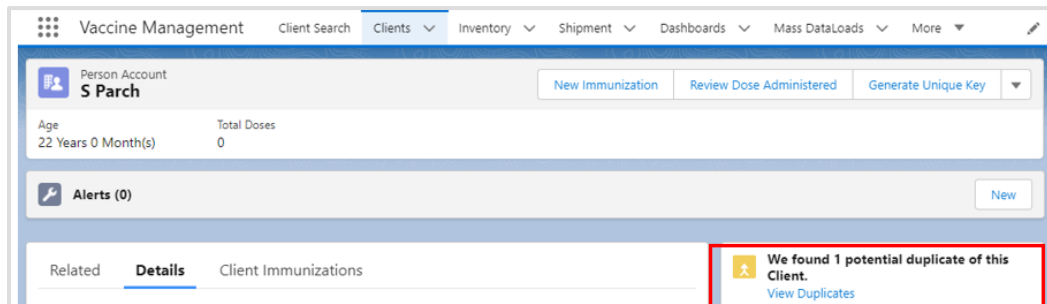 Vaccine Management Client Search Clients Inventory Shipment Dashboards Mass DataLoads More
Person Account
S Parch
New Immunization Review Dose Administered Generate Unique Key
Age Total Doses
22 Years 0 Month(s) 0
Alerts (0) New
Related Details Client Immunizations
We found 1 potential duplicate of this
Client.
View Duplicates